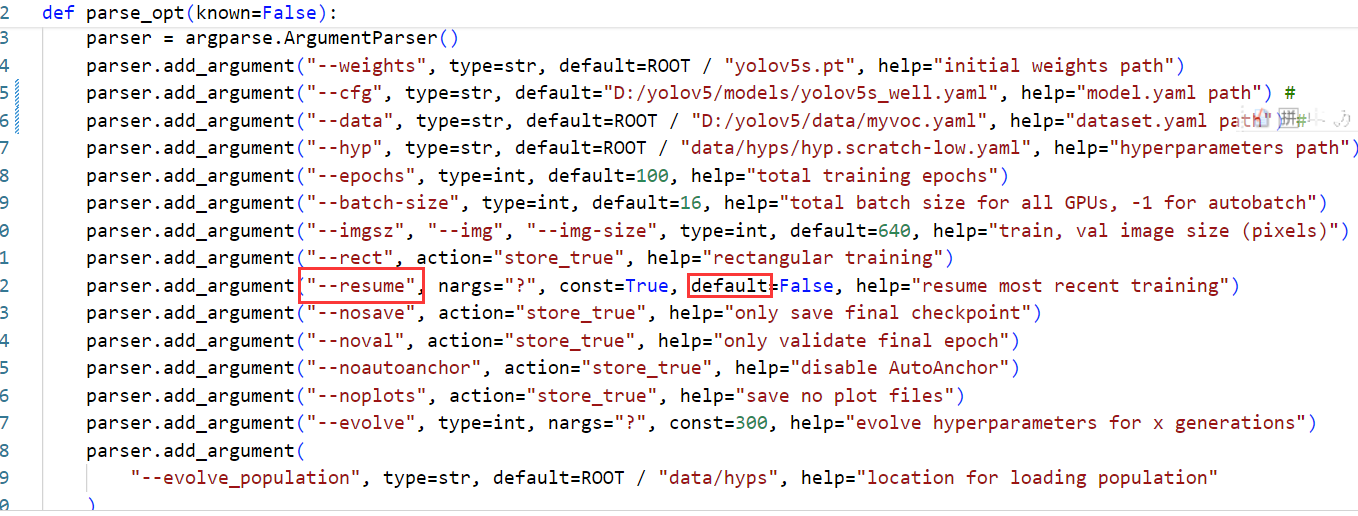 2 def parse_opt(known=False):
3 parser = argparse.ArgumentParser()
4 parser.add_argument("--weights", type=str, default=ROOT / "yolov5s.pt", help="initial weights path")
5 parser.add_argument("--cfg", type=str, default="D:/yolov5/models/yolov5s_well.yaml", help="model.yaml path") #
6 parser.add_argument("--data", type=str, default=ROOT / "D:/yolov5/data/myvoc.yaml", help="dataset.yaml path") #
拼
7 parser.add_argument("--hyp", type=str, default=ROOT / "data/hyps/hyp.scratch-low.yaml", help="hyperparameters path")
8 parser.add_argument("--epochs", type=int, default=100, help="total training epochs")
9 parser.add_argument("--batch-size", type=int, default=16, help="total batch size for all GPUs, -1 for autobatch")
0 parser.add_argument("--imgsz", "--img", "--img-size", type=int, default=640, help="train, val image size (pixels)")
1 parser.add_argument("--rect", action="store_true", help="rectangular training")
2 parser.add_argument("--resume", nargs="?", const=True, default=False, help="resume most recent training")
3 parser.add_argument("--nosave", action="store_true", help="only save final checkpoint")
4 parser.add_argument("--noval", action="store_true", help="only validate final epoch")
5 parser.add_argument("--noautoanchor", action="store_true", help="disable AutoAnchor")
6 parser.add_argument("--noplots", action="store_true", help="save no plot files")
7 parser.add_argument("--evolve", type=int, nargs="?", const=300, help="evolve hyperparameters for x generations")
8 parser.add_argument(
9 "--evolve_population", type=str, default=ROOT / "data/hyps", help="location for loading population"
0 )